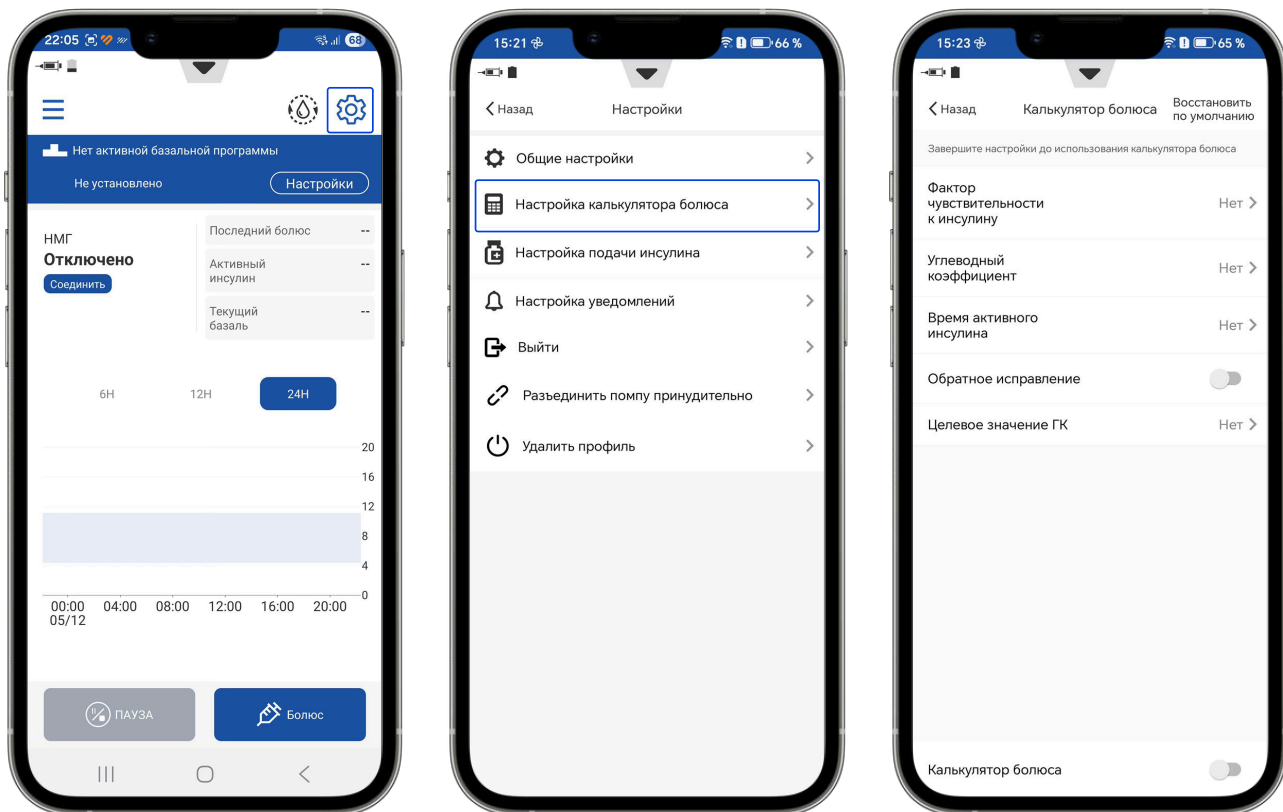 22:05
68
Нет активной базальной программы
Не установлено
Настройки
НМГ
Отключено
Соединить
Последний болюс --
Активный
инсулин --
Текущий
базаль --
6H 12H 24H
20
16
12
8
4
0
00:00 04:00 08:00 12:00 16:00 20:00
05/12
ПАУЗА
Болюс
15:21 66 %
Назад Настройки
Общие настройки
Настройка калькулятора болюса
Настройка подачи инсулина
Настройка уведомлений
Выйти
Разъединить помпу принудительно
Удалить профиль
15:23 65 %
Назад Калькулятор болюса Восстановить
по умолчанию
Завершите настройки до использования калькулятора болюса
Фактор
чувствительности
к инсулину
Нет
Углеводный
коэффициент
Нет
Время активного
инсулина
Нет
Обратное исправление
Целевое значение ГК Нет
Калькулятор болюса